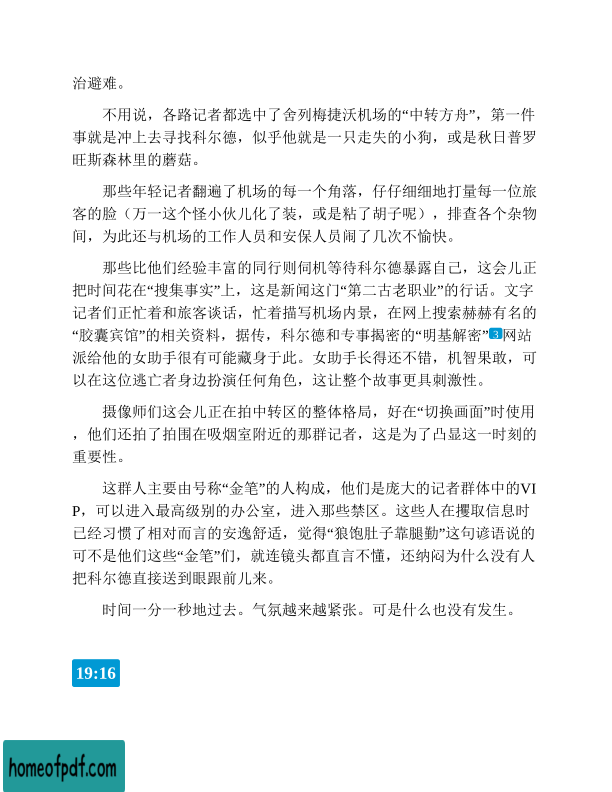 治避难。
不用说，各路记者都选中了舍列梅捷沃机场的“中转方舟”，第一件
事就是冲上去寻找科尔德，似乎他就是一只走失的小狗，或是秋日普罗
旺斯森林里的蘑菇。
那些年轻记者翻遍了机场的每一个角落，仔仔细细地打量每一位旅
客的脸（万一这个怪小伙儿化了装，或是粘了胡子呢），排查各个杂物
间，为此还与机场的工作人员和安保人员闹了几次不愉快。
那些比他们经验丰富的同行则伺机等待科尔德暴露自己，这会儿正
把时间花在“搜集事实”上，这是新闻这门“第二古老职业”的行话。文字
记者们正忙着和旅客谈话，忙着描写机场内景，在网上搜索赫赫有名的
“胶囊宾馆”的相关资料，据传，科尔德和专事揭密的“明基解密”3网站
派给他的女助手很有可能藏身于此。女助手长得还不错，机智果敢，可
以在这位逃亡者身边扮演任何角色，这让整个故事更具刺激性。
摄像师们这会儿正在拍中转区的整体格局，好在“切换画面”时使用
，他们还拍了拍围在吸烟室附近的那群记者，这是为了凸显这一时刻的
重要性。
这群人主要由号称“金笔”的人构成，他们是庞大的记者群体中的VI
P，可以进入最高级别的办公室，进入那些禁区。这些人在攫取信息时
已经习惯了相对而言的安逸舒适，觉得“狼饱肚子靠腿勤”这句谚语说的
可不是他们这些“金笔”们，就连镜头都直言不懂，还纳闷为什么没有人
把科尔德直接送到眼跟前儿来。
时间一分一秒地过去。气氛越来越紧张。可是什么也没有发生。
19:16
homeofpdf.com